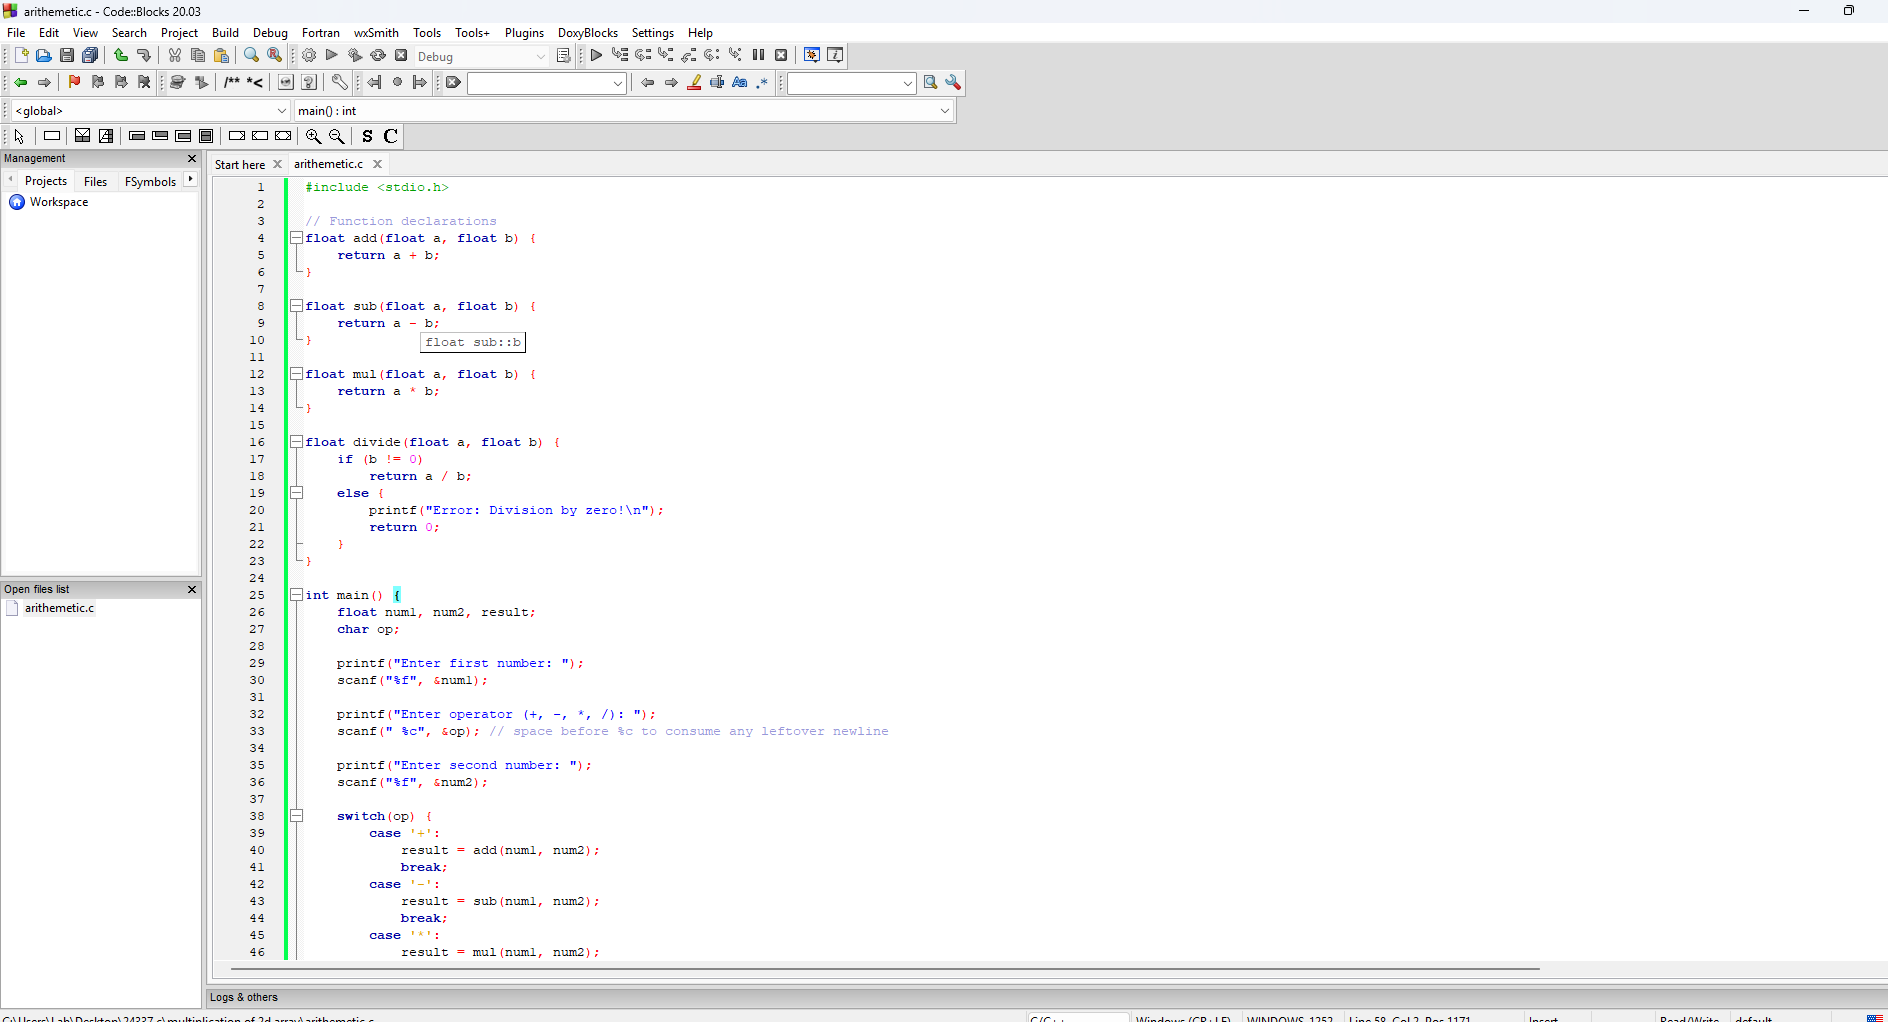 arithemetic.c - Code::Blocks 20.03
File Edit View Search Project Build Debug Fortran wxSmith Tools Tools+ Plugins DoxyBlocks Settings Help
Debug
/** *<
<global> main() : int
S C
Management
Projects Files FSymbols
Workspace
Open files list
arithemetic.c
Start here arithemetic.c
1 #include <stdio.h>
2
3 // Function declarations
4 float add(float a, float b) {
5 return a + b;
6 }
7
8 float sub(float a, float b) {
9 return a - b;
10 }
float sub::b
11
12 float mul(float a, float b) {
13 return a * b;
14 }
15
16 float divide(float a, float b) {
17 if (b != 0)
18 return a / b;
19 else {
20 printf("Error: Division by zero!\n");
21 return 0;
22 }
23 }
24
25 int main() {
26 float num1, num2, result;
27 char op;
28
29 printf("Enter first number: ");
30 scanf("%f", &num1);
31
32 printf("Enter operator (+, -, *, /): ");
33 scanf(" %c", &op); // space before %c to consume any leftover newline
34
35 printf("Enter second number: ");
36 scanf("%f", &num2);
37
38 switch(op) {
39 case '+':
40 result = add(num1, num2);
41 break;
42 case '-':
43 result = sub(num1, num2);
44 break;
45 case '*':
46 result = mul(num1, num2);
Logs & others
C:\Users\Lab\Desktop\24337 c\multiplication of 2d array\arithemetic.c C/C++ Windows (CR+LF) WINDOWS-1252 Line 58, Col 2, Pos 1171 Insert Read/Write default